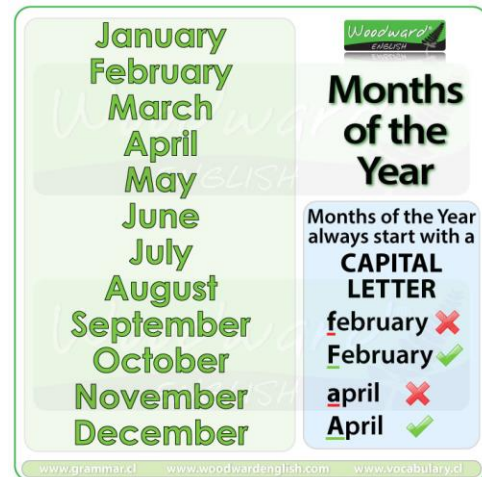 January
February
March
April
May
June
July
August
September
October
November
December
Woodward®
ENGLISH
Months
of the
Year
Months of the Year
always start with a
CAPITAL
LETTER
february
February
april
April
www.grammar.cl www.woodwardenglish.com www.vocabulary.cl